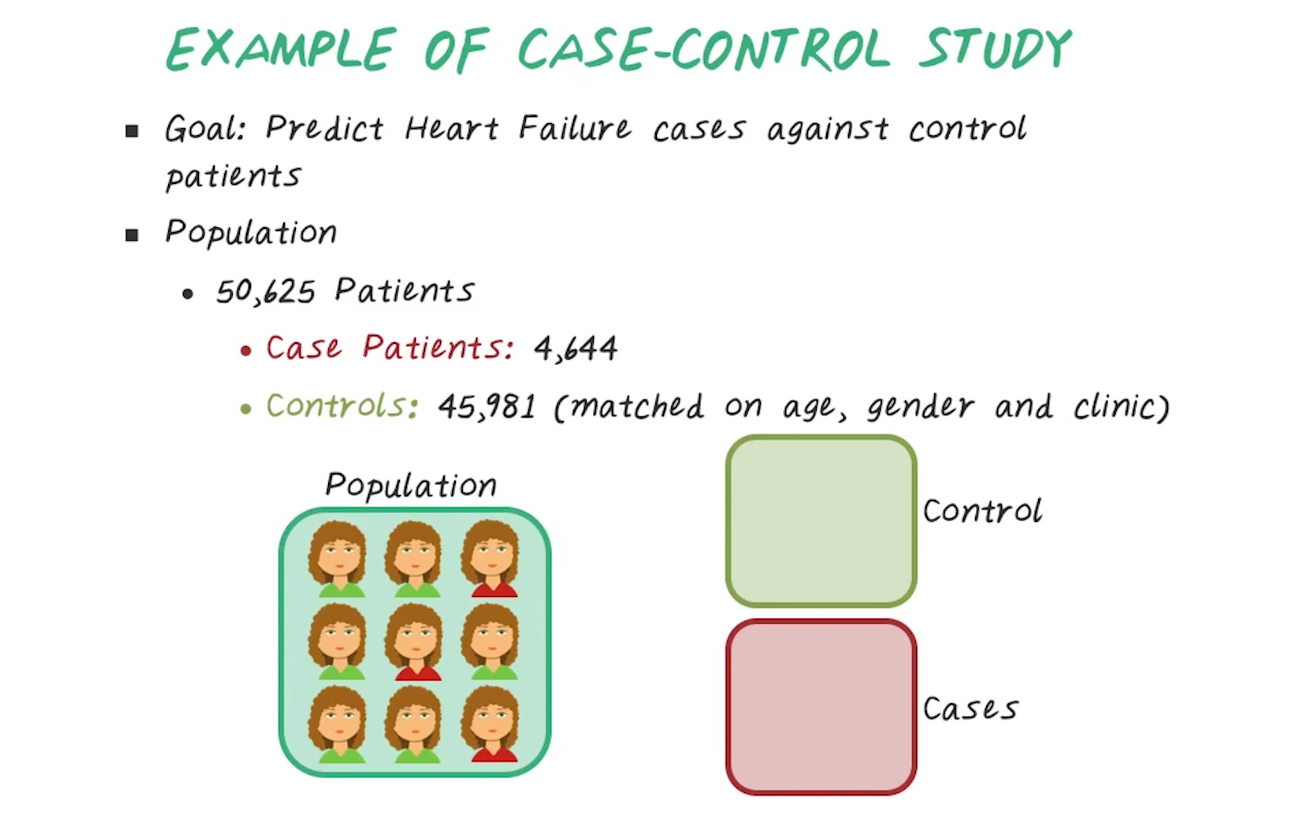 EXAMPLE OF CASE-CONTROL STUDY
Goal: Predict Heart Failure cases against control
patients
Population
50,625 Patients
Case Patients: 4,644
Controls: 45,981 (matched on age, gender and clinic)
Population
Control
Cases